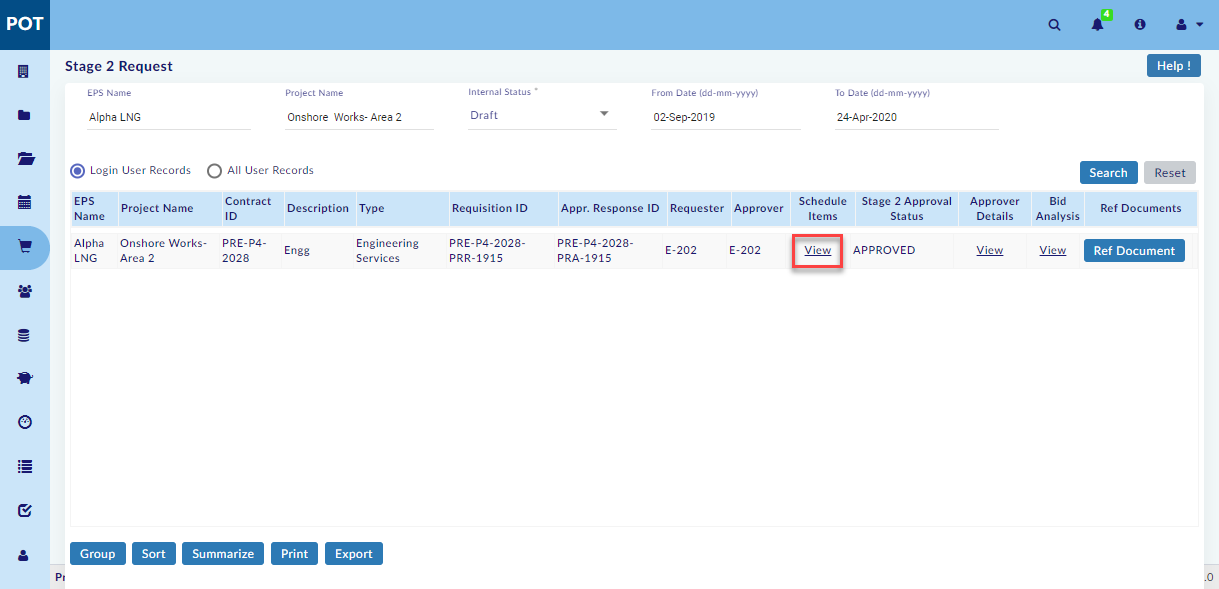 POT
4
Stage 2 Request
Help !
EPS Name
Project Name
Internal Status *
From Date (dd-mm-yyyy)
To Date (dd-mm-yyyy)
Alpha LNG
Onshore Works- Area 2
Draft
02-Sep-2019
24-Apr-2020
Login User Records
All User Records
Search
Reset
EPS Name
Project Name
Contract ID
Description
Type
Requisition ID
Appr. Response ID
Requester
Approver
Schedule Items
Stage 2 Approval Status
Approver Details
Bid Analysis
Ref Documents
Alpha LNG
Onshore Works- Area 2
PRE-P4-2028
Engg
Engineering Services
PRE-P4-2028-PRR-1915
PRE-P4-2028-PRA-1915
E-202
E-202
View
APPROVED
View
View
Ref Document
Group
Sort
Summarize
Print
Export